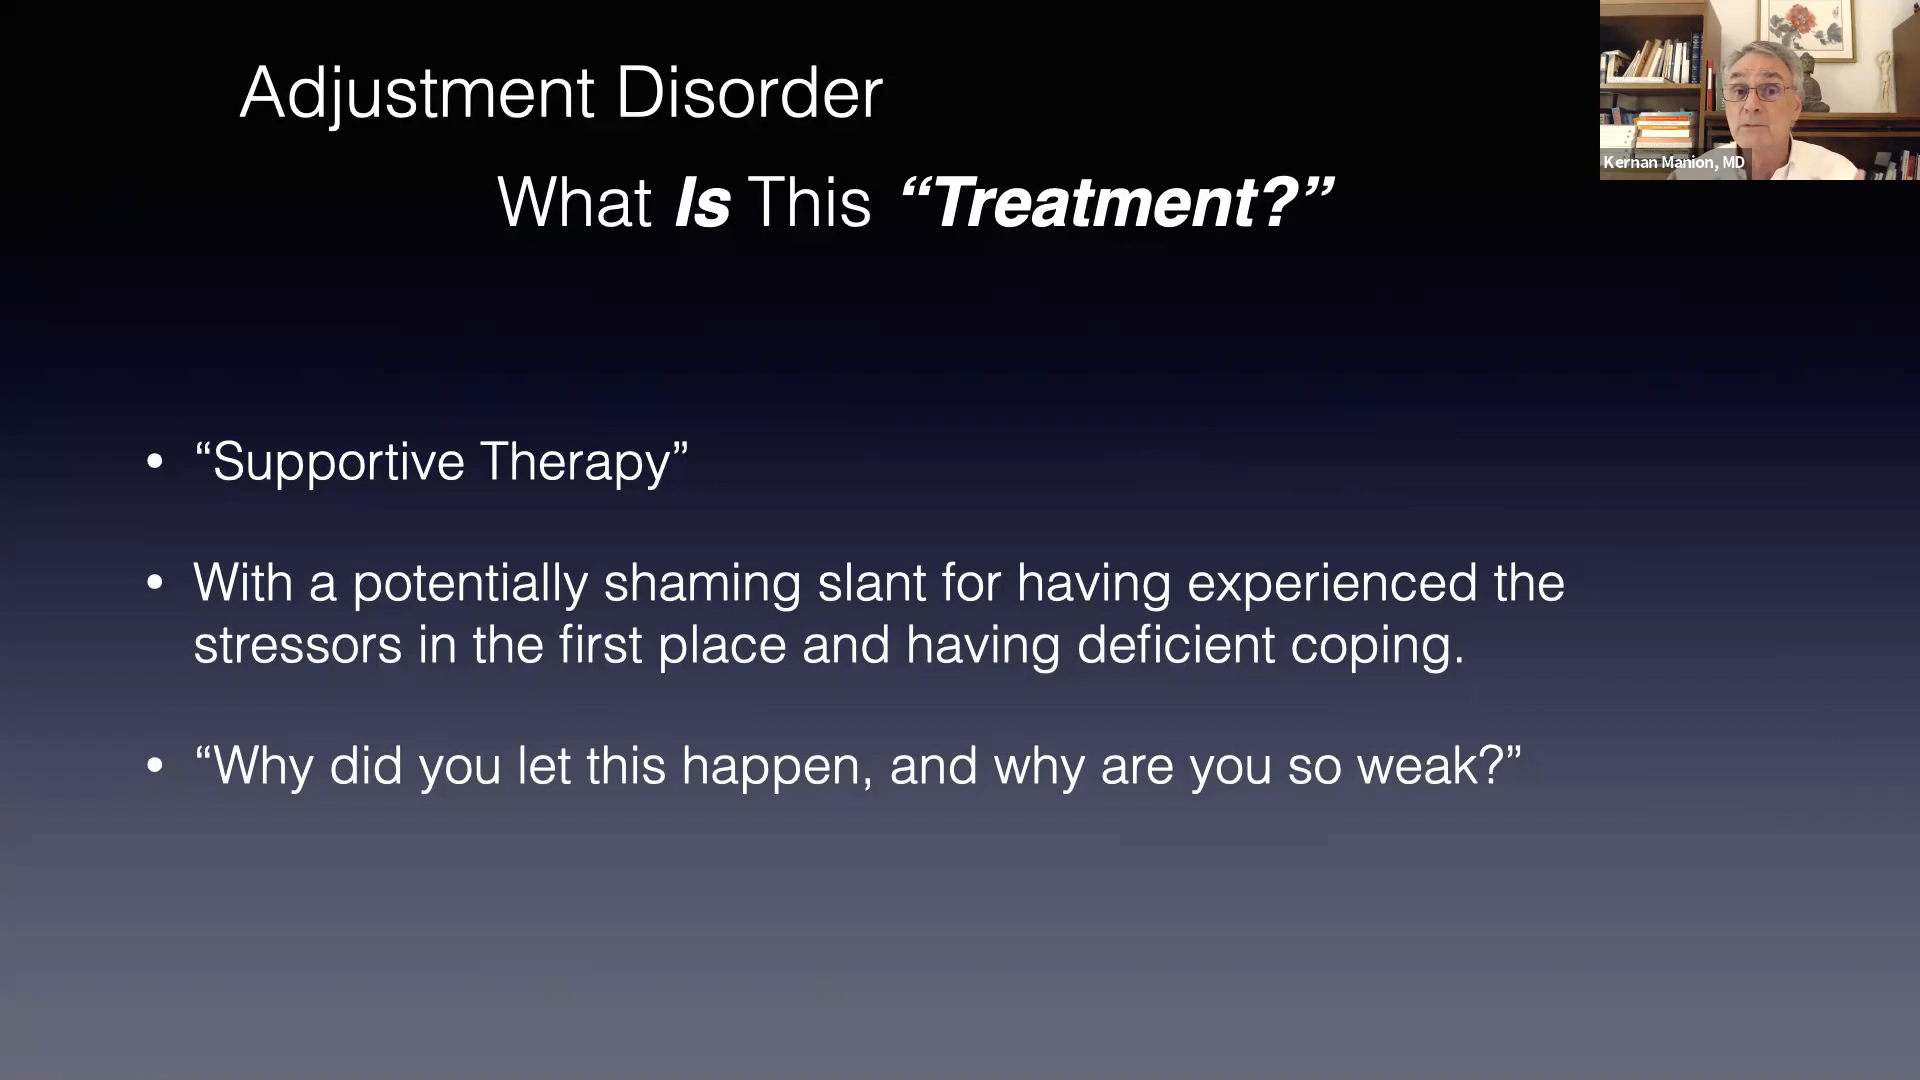 Adjustment Disorder
What Is This “Treatment?”
Kernan Manion, MD
• “Supportive Therapy”
• With a potentially shaming slant for having experienced the
stressors in the first place and having deficient coping.
• “Why did you let this happen, and why are you so weak?”